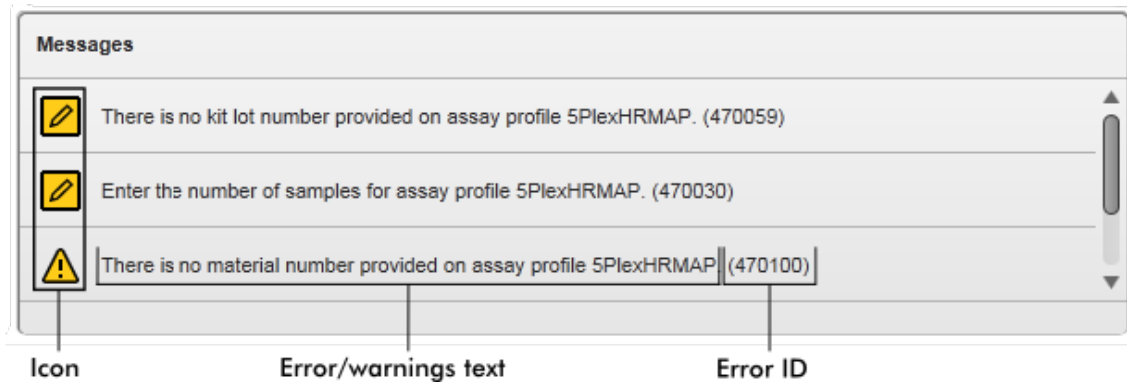 Messages
There is no kit lot number provided on assay profile 5PlexHRMAP. (470059)
Enter the number of samples for assay profile 5PlexHRMAP. (470030)
There is no material number provided on assay profile 5PlexHRMAP. (470100)
Icon Error/warnings text Error ID